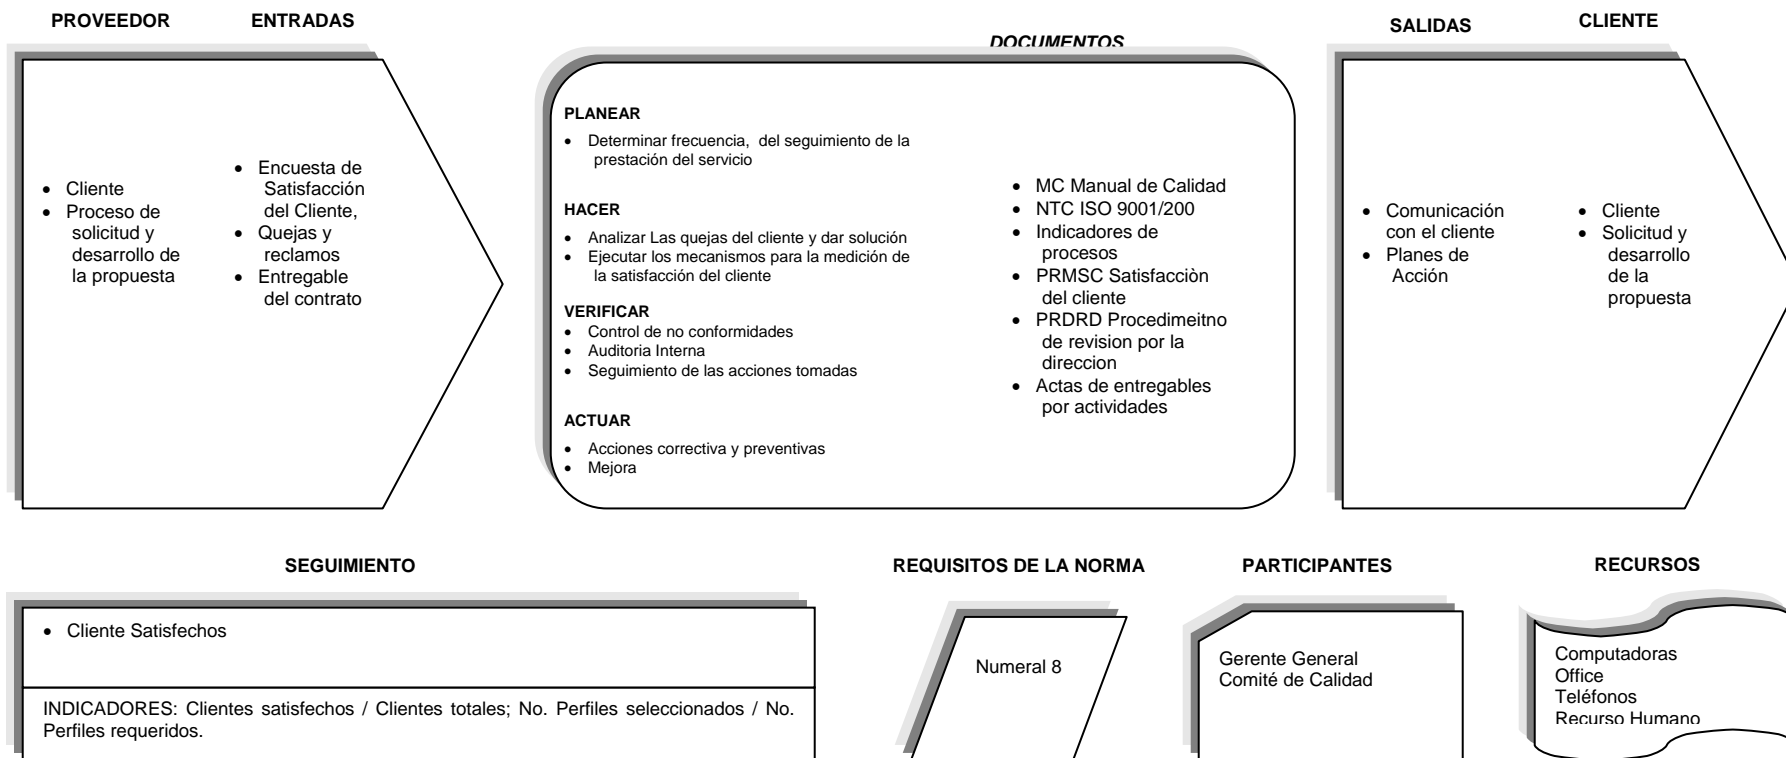 PROVEEDOR
ENTRADAS
• Cliente
• Proceso de
solicitud y
desarrollo de
la propuesta
• Encuesta de
Satisfacción
del Cliente,
• Quejas y
reclamos
• Entregable
del contrato
DOCUMENTOS
PLANEAR
• Determinar frecuencia, del seguimiento de la
prestación del servicio
HACER
• Analizar Las quejas del cliente y dar solución
• Ejecutar los mecanismos para la medición de
la satisfacción del cliente
VERIFICAR
• Control de no conformidades
• Auditoria Interna
• Seguimiento de las acciones tomadas
ACTUAR
• Acciones correctiva y preventivas
• Mejora
• MC Manual de Calidad
• NTC ISO 9001/200
• Indicadores de
procesos
• PRMSC Satisfacciòn
del cliente
• PRDRD Procedimeitno
de revision por la
direccion
• Actas de entregables
por actividades
SALIDAS
CLIENTE
• Comunicación
con el cliente
• Planes de
Acción
• Cliente
• Solicitud y
desarrollo
de la
propuesta
SEGUIMIENTO
• Cliente Satisfechos
INDICADORES: Clientes satisfechos / Clientes totales; No. Perfiles seleccionados / No.
Perfiles requeridos.
REQUISITOS DE LA NORMA
Numeral 8
PARTICIPANTES
Gerente General
Comité de Calidad
RECURSOS
Computadoras
Office
Teléfonos
Recurso Humano